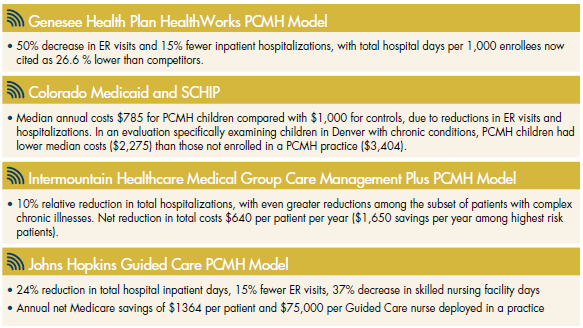 Genesee Health Plan HealthWorks PCMH Model
• 50% decrease in ER visits and 15% fewer inpatient hospitalizations, with total hospital days per 1,000 enrollees now
cited as 26.6 % lower than competitors.
Colorado Medicaid and SCHIP
• Median annual costs $785 for PCMH children compared with $1,000 for controls, due to reductions in ER visits and
hospitalizations. In an evaluation specifically examining children in Denver with chronic conditions, PCMH children had
lower median costs ($2,275) than those not enrolled in a PCMH practice ($3,404).
Intermountain Healthcare Medical Group Care Management Plus PCMH Model
• 10% relative reduction in total hospitalizations, with even greater reductions among the subset of patients with complex
chronic illnesses. Net reduction in total costs $640 per patient per year ($1,650 savings per year among highest risk
patients).
Johns Hopkins Guided Care PCMH Model
• 24% reduction in total hospital inpatient days, 15% fewer ER visits, 37% decrease in skilled nursing facility days
• Annual net Medicare savings of $1364 per patient and $75,000 per Guided Care nurse deployed in a practice